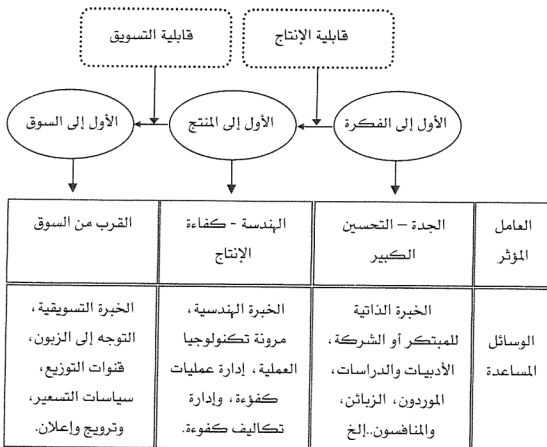 قابلية الإنتاج
قابلية التسويق
الأول إلى الفكرة
الأول إلى المنتج
الأول إلى السوق
العامل
المؤثر
الجدة – التحسين
الكبير
الهندسة - كفاءة
الإنتاج
القرب من السوق
الوسائل
المساعدة
الخبرة الذاتية
للمبتكر أو الشركة،
الأدبيات والدراسات،
الموردون، الزبائن،
والمنافسون..إلخ
الخبرة الهندسية،
مرونة تكنولوجيا
العملية، إدارة عمليات
كفؤءة، وإدارة
تكاليف كفوءة.
الخبرة التسويقية،
التوجه إلى الزبون،
قنوات التوزيع،
سياسات التسعير،
وترويج وإعلان.